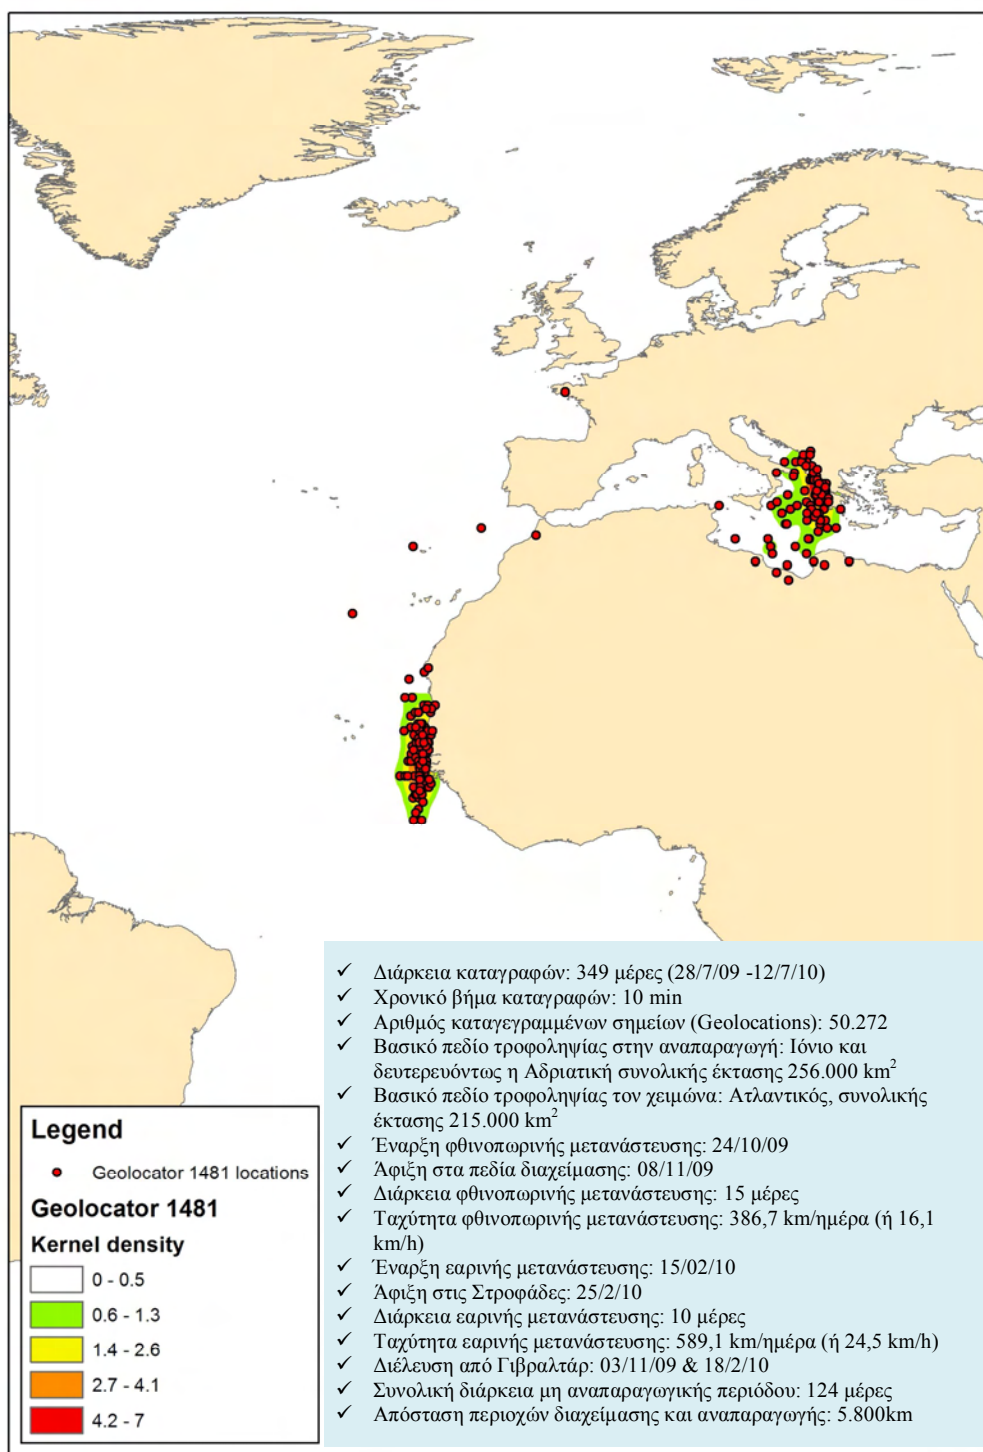 ✓ Διάρκεια καταγραφών: 349 μέρες (28/7/09 -12/7/10)
✓ Χρονικό βήμα καταγραφών: 10 min
✓ Αριθμός καταγεγραμμένων σημείων (Geolocations): 50.272
✓ Βασικό πεδίο τροφοληψίας στην αναπαραγωγή: Ιόνιο και
δευτερευόντως η Αδριατική συνολικής έκτασης 256.000 km²
✓ Βασικό πεδίο τροφοληψίας τον χειμώνα: Ατλαντικός, συνολικής
έκτασης 215.000 km²
✓ Έναρξη φθινοπωρινής μετανάστευσης: 24/10/09
✓ Άφιξη στα πεδία διαχείμασης: 08/11/09
✓ Διάρκεια φθινοπωρινής μετανάστευσης: 15 μέρες
✓ Ταχύτητα φθινοπωρινής μετανάστευσης: 386,7 km/ημέρα (ή 16,1
km/h)
✓ Έναρξη εαρινής μετανάστευσης: 15/02/10
✓ Άφιξη στις Στροφάδες: 25/2/10
✓ Διάρκεια εαρινής μετανάστευσης: 10 μέρες
✓ Ταχύτητα εαρινής μετανάστευσης: 589,1 km/ημέρα (ή 24,5 km/h)
✓ Διέλευση από Γιβραλτάρ: 03/11/09 & 18/2/10
✓ Συνολική διάρκεια μη αναπαραγωγικής περιόδου: 124 μέρες
✓ Απόσταση περιοχών διαχείμασης και αναπαραγωγής: 5.800km
Legend
Geolocator 1481 locations
Geolocator 1481
Kernel density
0 - 0.5
0.6 - 1.3
1.4 - 2.6
2.7 - 4.1
4.2 - 7